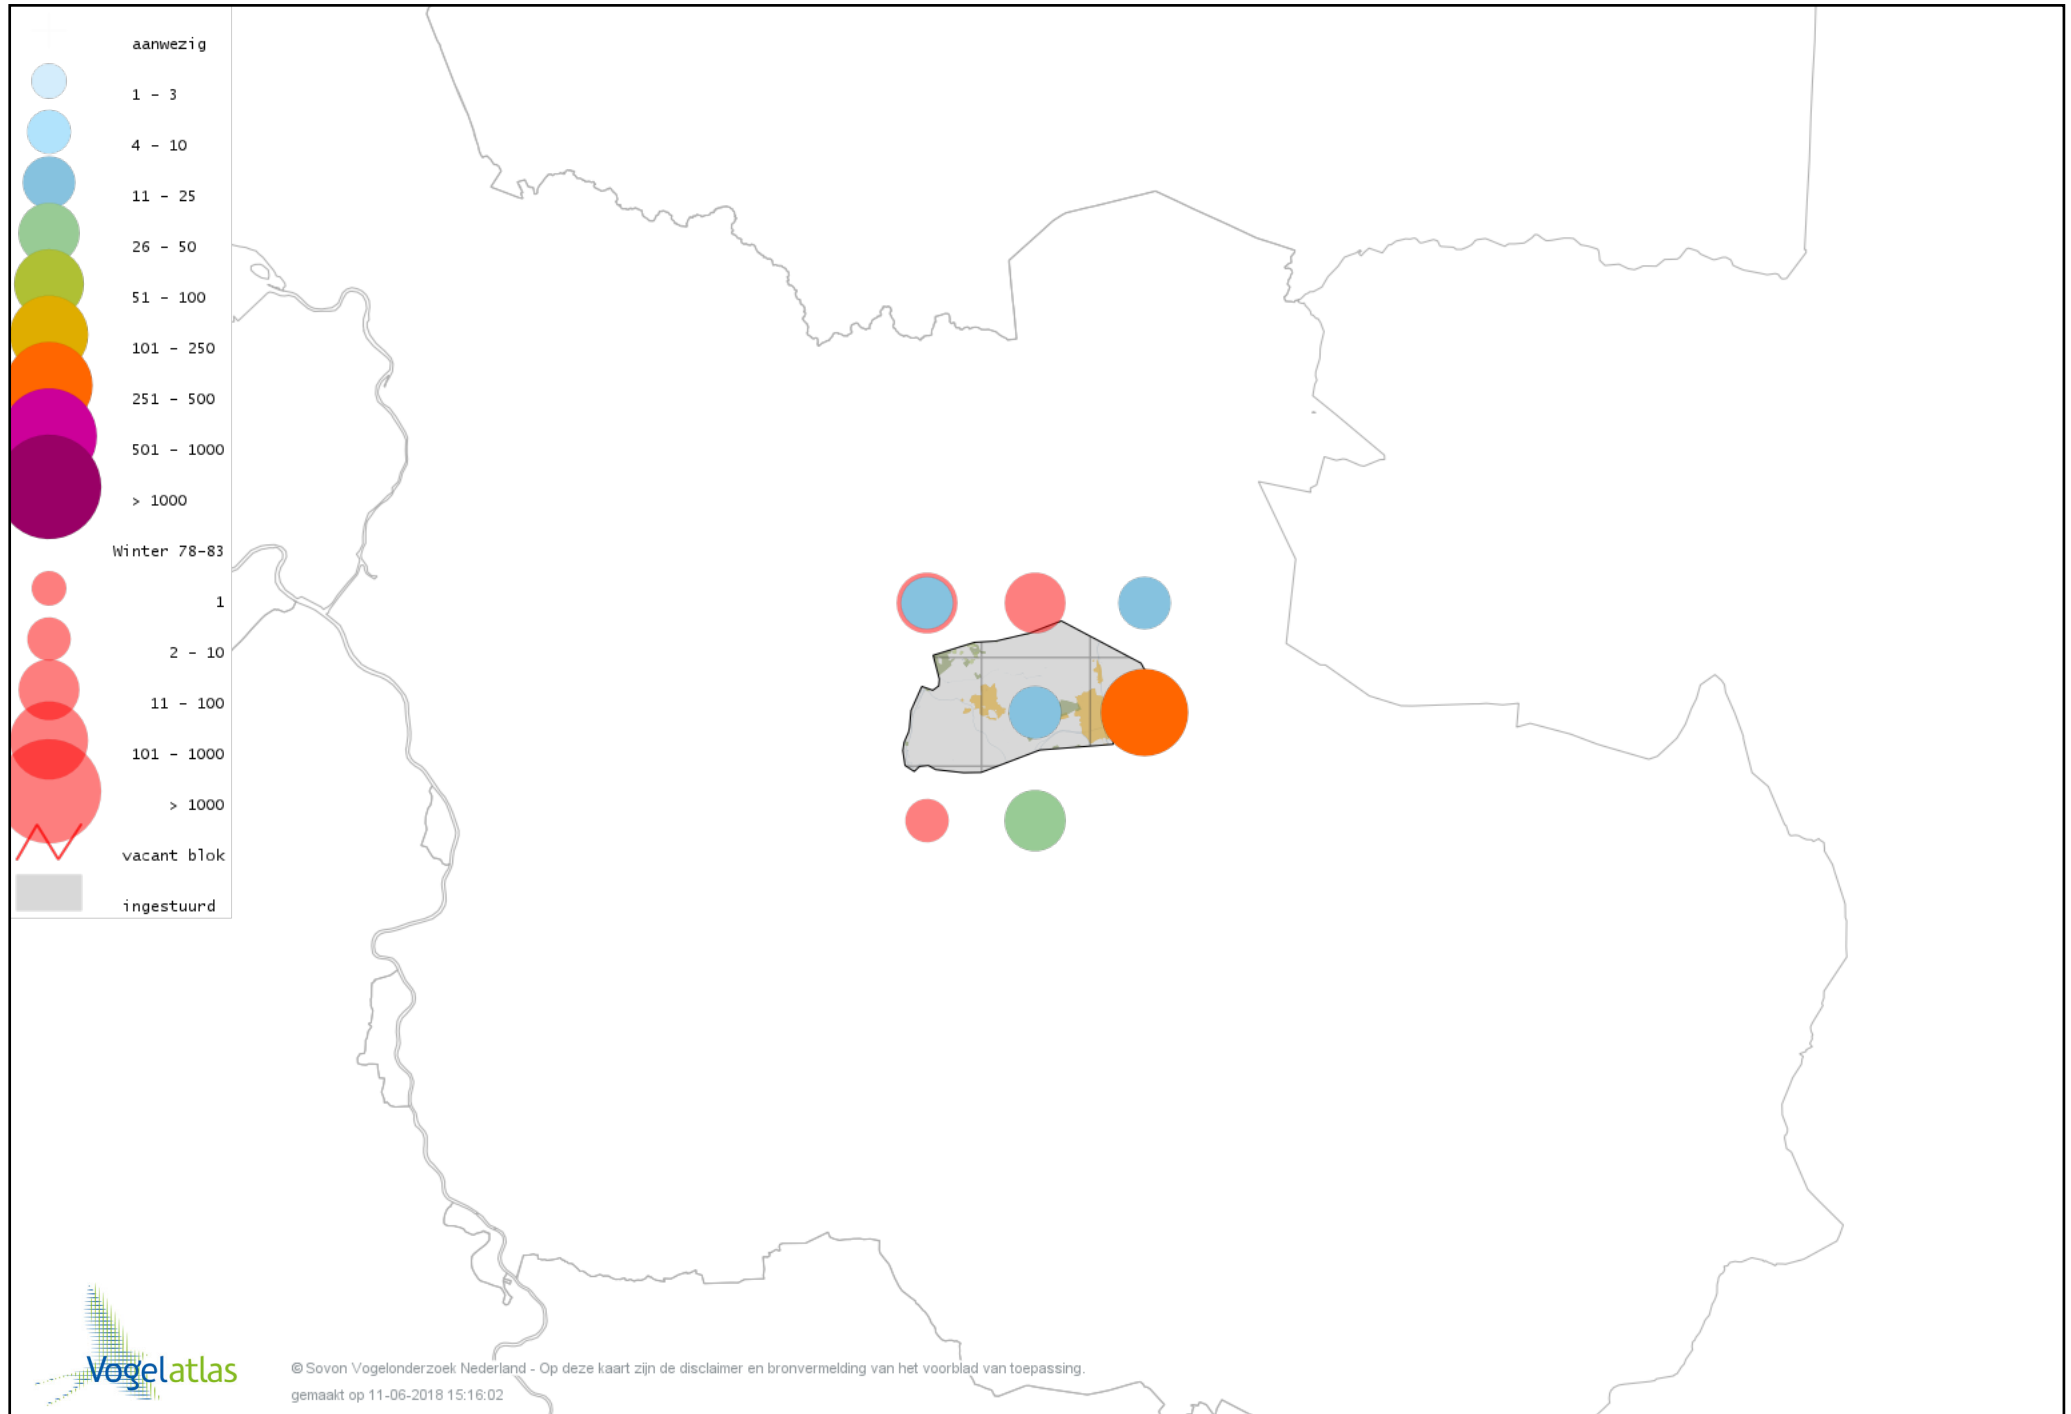 aanwezig
1 - 3
4 - 10
11 - 25
26 - 50
51 - 100
101 - 250
251 - 500
501 - 1000
> 1000
Winter 78-83
1
2 - 10
11 - 100
101 - 1000
> 1000
vacant blok
ingestuurd
Vogelatlas
© Sovon Vogelonderzoek Nederland - Op deze kaart zijn de disclaimer en bronvermelding van het voorblad van toepassing.
gemaakt op 11-06-2018 15:16:02